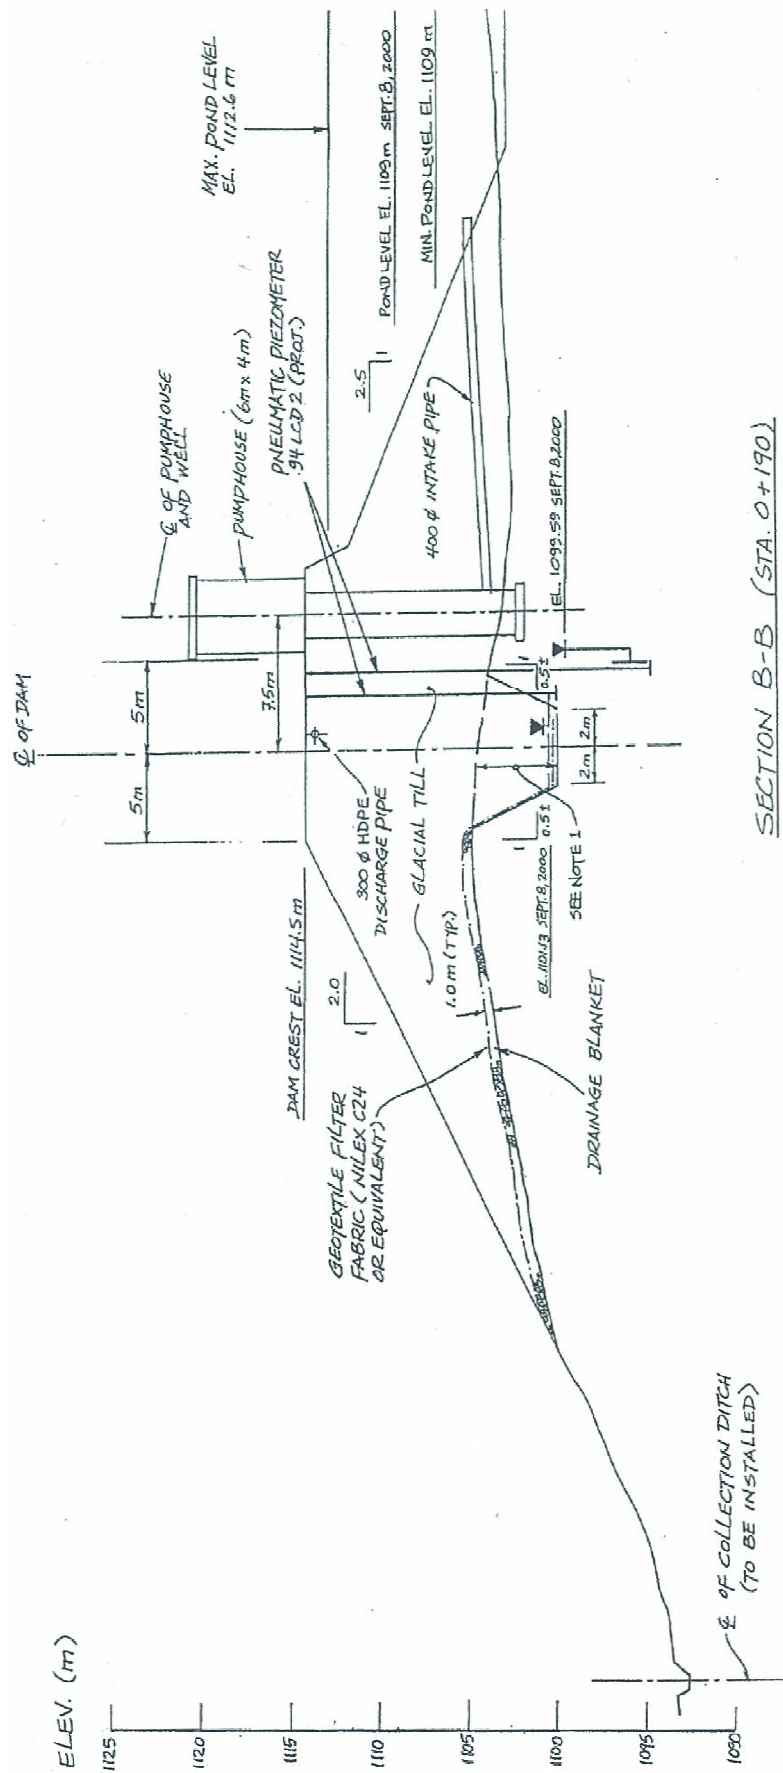 ELEV. (m)
1125
1120
1115
1110
1105
1100
1095
1090
℄ OF COLLECTION DITCH
(TO BE INSTALLED)
GEOTEXTILE FILTER
FABRIC (NILEX C24
OR EQUIVALENT)
DRAINAGE BLANKET
DAM CREST EL. 1114.5m
2.0
1
1.0m (TYP.)
GLACIAL TILL
300 ϕ HDPE
DISCHARGE PIPE
EL. 1101.13 SEPT. 8, 2000
1
0.5 ±
SEE NOTE 1
℄ OF DAM
5m
5m
7.5m
2m
2m
1
0.5 ±
EL. 1099.59 SEPT. 8, 2000
℄ OF PUMPHOUSE
AND WELL
PUMPHOUSE (6m x 4m)
PNEUMATIC PIEZOMETER
94 LCD 2 (PROJ.)
400 ϕ INTAKE PIPE
2.5
1
MAX. POND LEVEL
EL. 1112.6 m
POND LEVEL EL. 1109 m SEPT. 8, 2000
MIN. POND LEVEL EL. 1109 m
SECTION B-B (STA. 0+190)